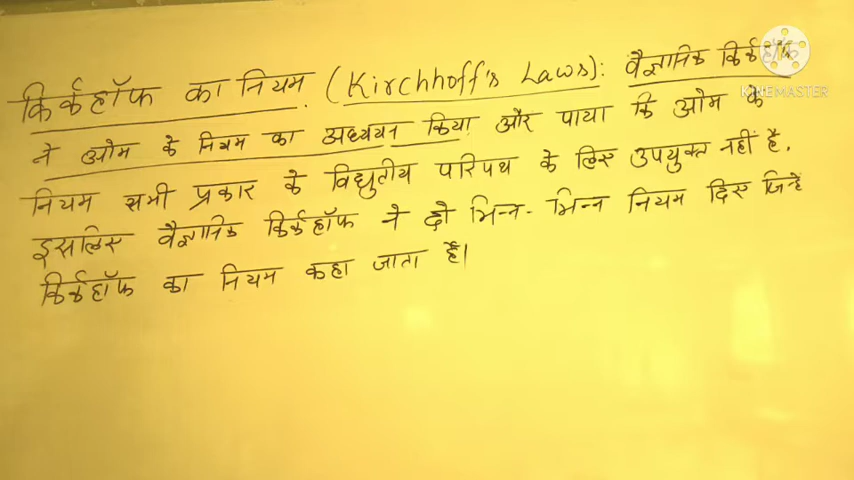 किर्कहॉफ का नियम (Kirchhoff's Laws): वैज्ञानिक किर्कहॉफ
ने ओम के नियम का अध्ययन किया और पाया कि ओम के
नियम सभी प्रकार के विद्युतीय परिपथ के लिस उपयुक्त नहीं है.
इसलिस वैज्ञानिक किर्कहॉफ ने दो भिन्न-भिन्न नियम दिस जिन्हे
किर्कहॉफ का नियम कहा जाता है।
KINEMASTER